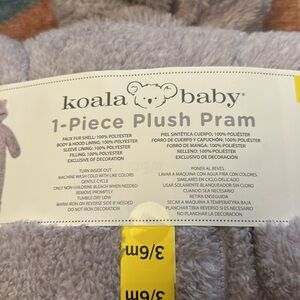 koala baby®
1-Piece Plush Pram
FAUX FUR SHELL: 100% POLYESTER
BODY & HOOD LINING: 100% POLYESTER
SLEEVE LINING: 100% POLYESTER
FILLING: 100% POLYESTER
EXCLUSIVE OF DECORATION
TURN INSIDE OUT
MACHINE WASH COLD WITH LIKE COLORS
GENTLE CYCLE
ONLY NON-CHLORINE BLEACH WHEN NEEDED
REMOVE PROMPTLY
TUMBLE DRY LOW
WARM IRON ON REVERSE SIDE IF NEEDED
DO NOT IRON DECORATION
PIEL SINTÉTICA CUERPO: 100% POLIÉSTER
FORRO DE CUERPO Y CAPUCHÓN: 100% POLIÉSTER
FORRO DE MANGA: 100% POLIÉSTER
RELLENO: 100% POLIÉSTER
EXCLUSIVO DE DECORACIÓN
PONER AL REVÉS
LAVAR A MÁQUINA CON AGUA FRÍA CON COLORES
SIMILARES EN CICLO DELICADO
USAR SOLAMENTE BLANQUEADOR SIN CLORO
CUANDO SEA NECESARIO
RETIRA ENSEGUIDA
SECAR A MAQUINA A TEMPERATURA BAJA
PLANCHAR TIBIA REVERSO SI ES NECESARIO
NO PLANCHAR LA DECORACION
3/6m
3/6m